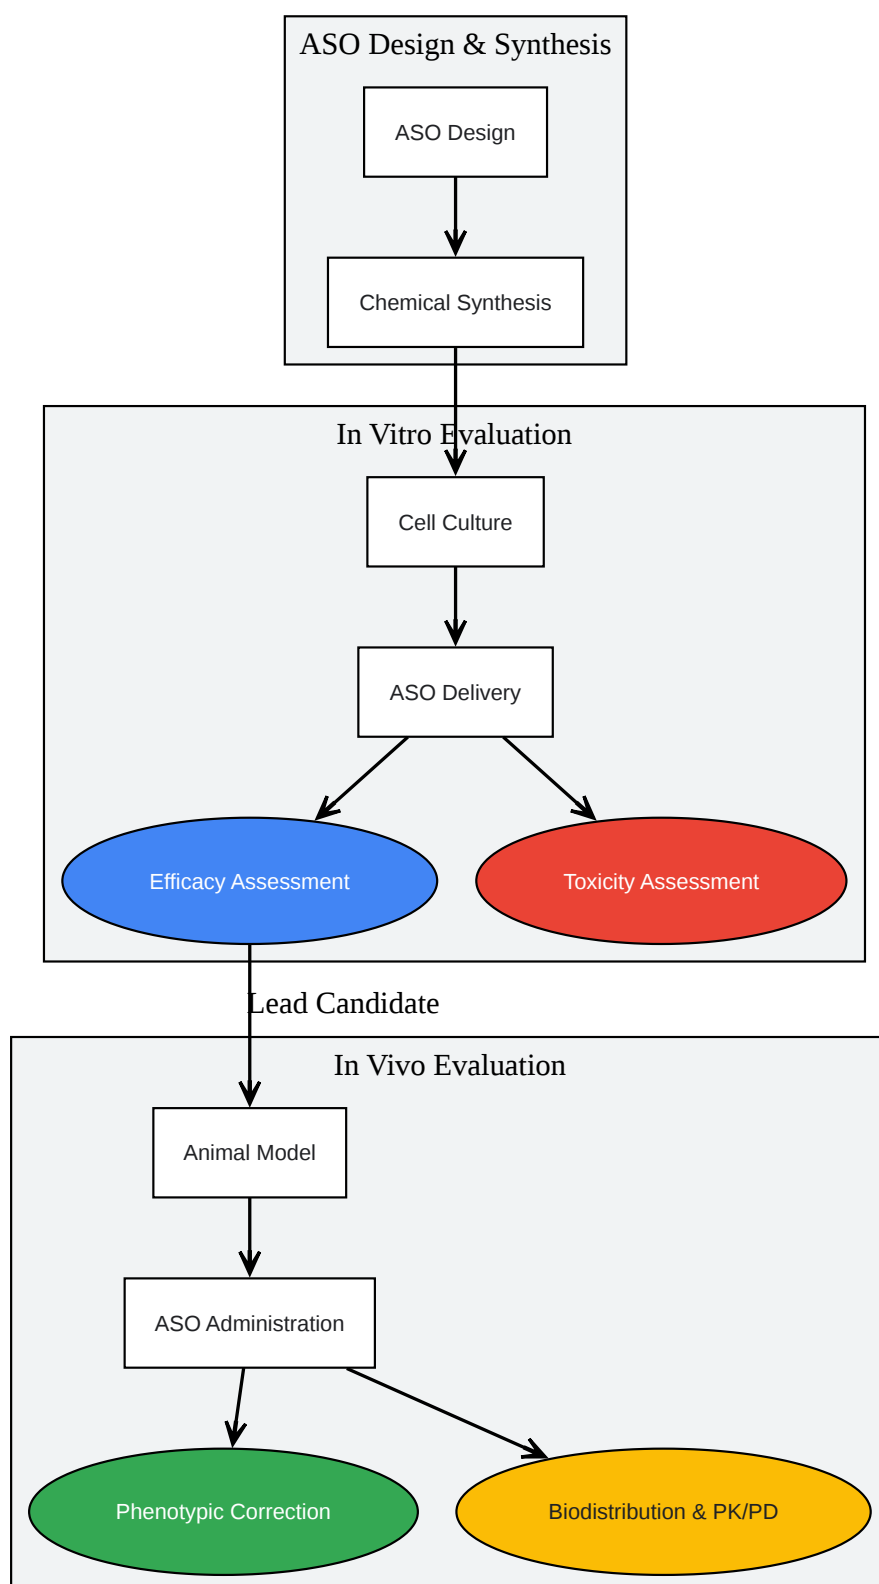 ASO Design & Synthesis
ASO Design
Chemical Synthesis
In Vitro Evaluation
Cell Culture
ASO Delivery
Efficacy Assessment
Toxicity Assessment
Lead Candidate
In Vivo Evaluation
Animal Model
ASO Administration
Phenotypic Correction
Biodistribution & PK/PD